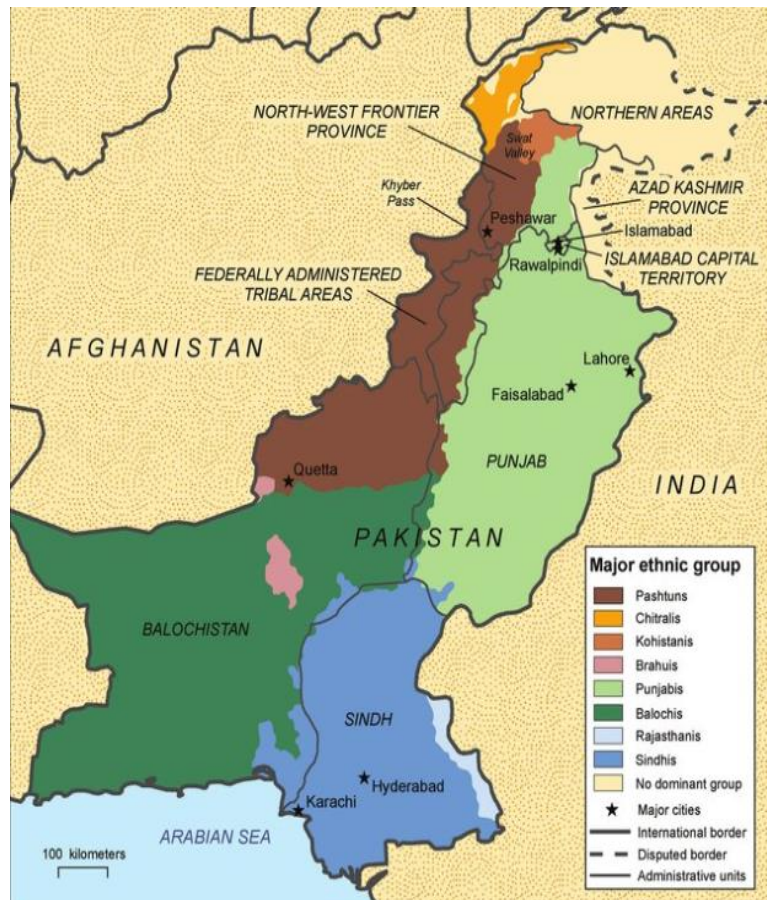 NORTH-WEST FRONTIER
PROVINCE
NORTHERN AREAS
Swat
Valley
Khyber
Pass
AZAD KASHMIR
PROVINCE
Peshawar
Islamabad
ISLAMABAD CAPITAL
TERRITORY
Rawalpindi
FEDERALLY ADMINISTERED
TRIBAL AREAS
AFGHANISTAN
Lahore
Faisalabad
Quetta
PUNJAB
INDIA
PAKISTAN
BALOCHISTAN
SINDH
Hyderabad
Karachi
ARABIAN SEA
100 kilometers
Major ethnic group
Pashtuns
Chitralis
Kohistanis
Brahuis
Punjabis
Balochis
Rajasthanis
Sindhis
No dominant group
Major cities
International border
Disputed border
Administrative units